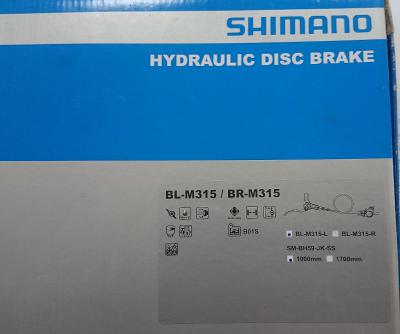 SHIMANO
HYDRAULIC DISC BRAKE
BL-M315 / BR-M315
B01S
BL-M315-L BL-M315-R
SM-BH59-JK-SS
1000mm 1700mm